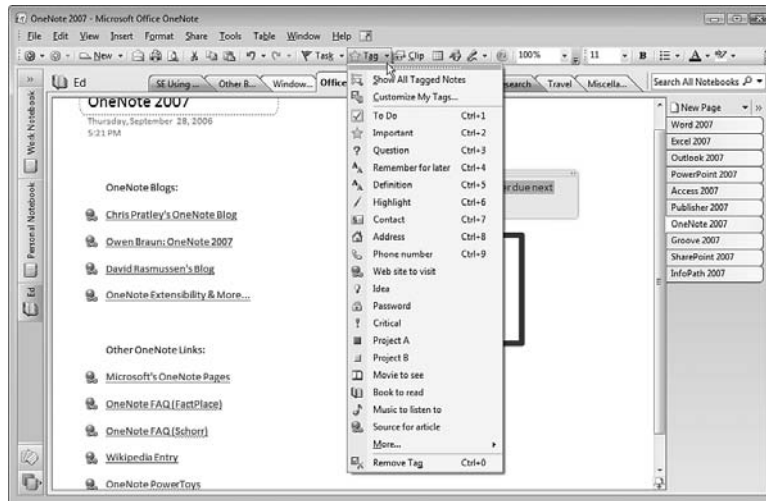 OneNote 2007 - Microsoft Office OneNote
File Edit View Insert Format Share Tools Table Window Help
New Task Tag Clip 100% 11 B A
Ed SE Using ... Other B... Window... Office Research Travel Miscella... Search All Notebooks
Work Notebook
Personal Notebook
Ed
OneNote 2007
Thursday, September 28, 2006
5:21 PM
OneNote Blogs:
Chris Pratley's OneNote Blog
Owen Braun: OneNote 2007
David Rasmussen's Blog
OneNote Extensibility & More...
Other OneNote Links:
Microsoft's OneNote Pages
OneNote FAQ (FactPlace)
OneNote FAQ (Schorr)
Wikipedia Entry
OneNote PowerToys
Show All Tagged Notes
Customize My Tags...
To Do Ctrl+1
Important Ctrl+2
Question Ctrl+3
Remember for later Ctrl+4
Definition Ctrl+5
Highlight Ctrl+6
Contact Ctrl+7
Address Ctrl+8
Phone number Ctrl+9
Web site to visit
Idea
Password
Critical
Project A
Project B
Movie to see
Book to read
Music to listen to
Source for article
More...
Remove Tag Ctrl+0
due next
New Page
Word 2007
Excel 2007
Outlook 2007
PowerPoint 2007
Access 2007
Publisher 2007
OneNote 2007
Groove 2007
SharePoint 2007
InfoPath 2007